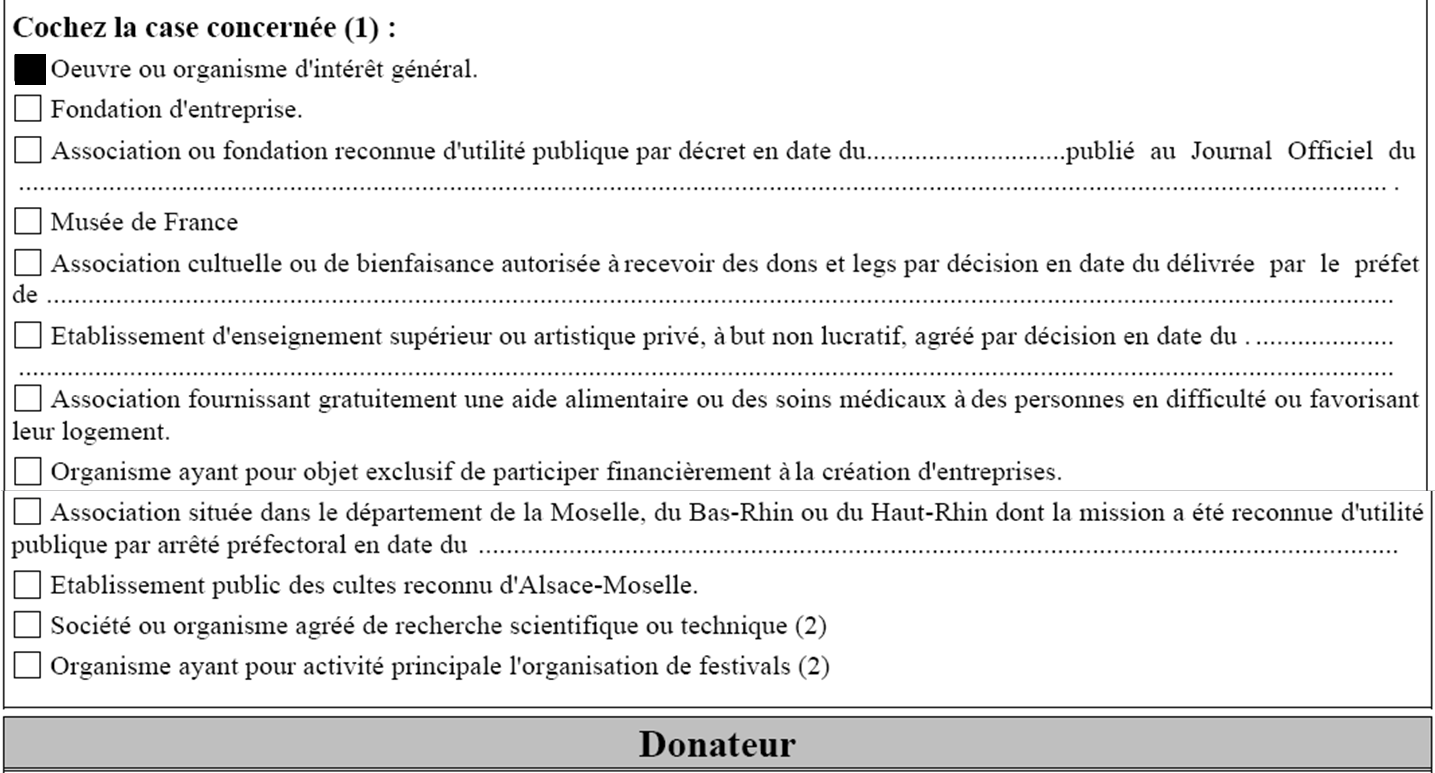 Cochez la case concernée (1) :
Oeuvre ou organisme d'intérêt général.
Fondation d'entreprise.
Association ou fondation reconnue d'utilité publique par décret en date du.............................publié au Journal Officiel du
.................................................................................................................................................................................................... .
Musée de France
Association cultuelle ou de bienfaisance autorisée à recevoir des dons et legs par décision en date du délivrée par le préfet
de ................................................................................................................................................................................................
Etablissement d'enseignement supérieur ou artistique privé, à but non lucratif, agréé par décision en date du . ....................
....................................................................................................................................................................................................
Association fournissant gratuitement une aide alimentaire ou des soins médicaux à des personnes en difficulté ou favorisant
leur logement.
Organisme ayant pour objet exclusif de participer financièrement à la création d'entreprises.
Association située dans le département de la Moselle, du Bas-Rhin ou du Haut-Rhin dont la mission a été reconnue d'utilité
publique par arrêté préfectoral en date du ....................................................................................................................................
Etablissement public des cultes reconnu d'Alsace-Moselle.
Société ou organisme agréé de recherche scientifique ou technique (2)
Organisme ayant pour activité principale l'organisation de festivals (2)
Donateur